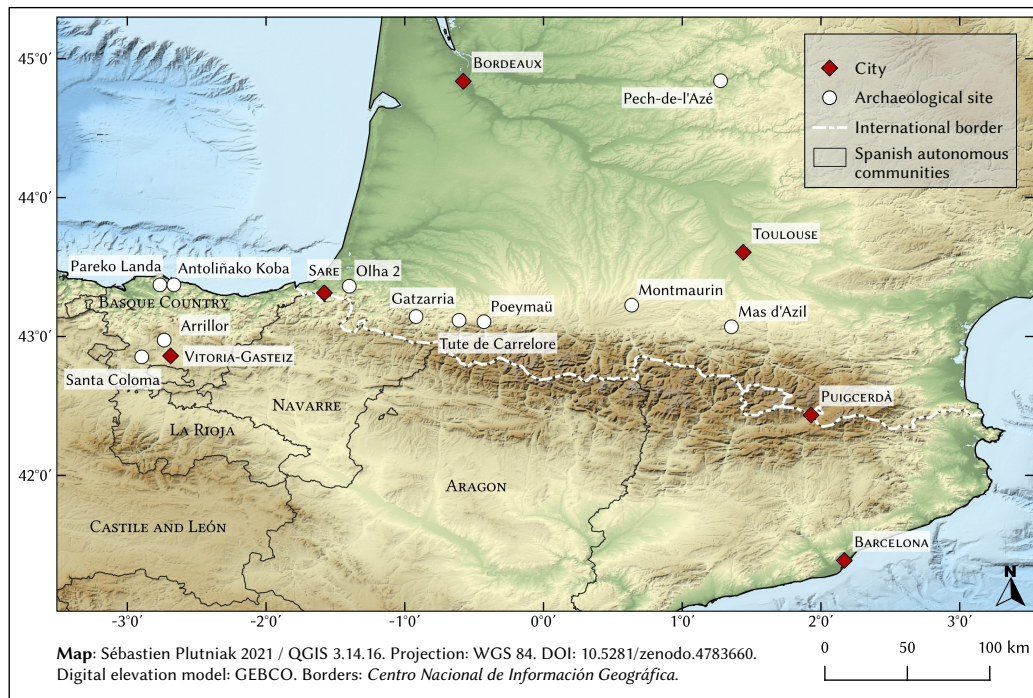 45°0'
44°0'
43°0'
42°0'
Bordeaux
Pech-de-l'Azé
City
Archaeological site
International border
Spanish autonomous
communities
Toulouse
Pareko Landa
Antoliñako Koba
Sare
Olha 2
Basque Country
Gatzarria
Poeymaü
Montmaurin
Mas d'Azil
Arrillor
Tute de Carrelore
Vitoria-Gasteiz
Santa Coloma
Navarre
Puigcerdà
La Rioja
Aragon
Castile and León
Barcelona
N
-3°0'
-2°0'
-1°0'
0°0'
1°0'
2°0'
3°0'
Map: Sébastien Plutniak 2021 / QGIS 3.14.16. Projection: WGS 84. DOI: 10.5281/zenodo.4783660.
Digital elevation model: GEBCO. Borders: Centro Nacional de Información Geográfica.
0 50 100 km